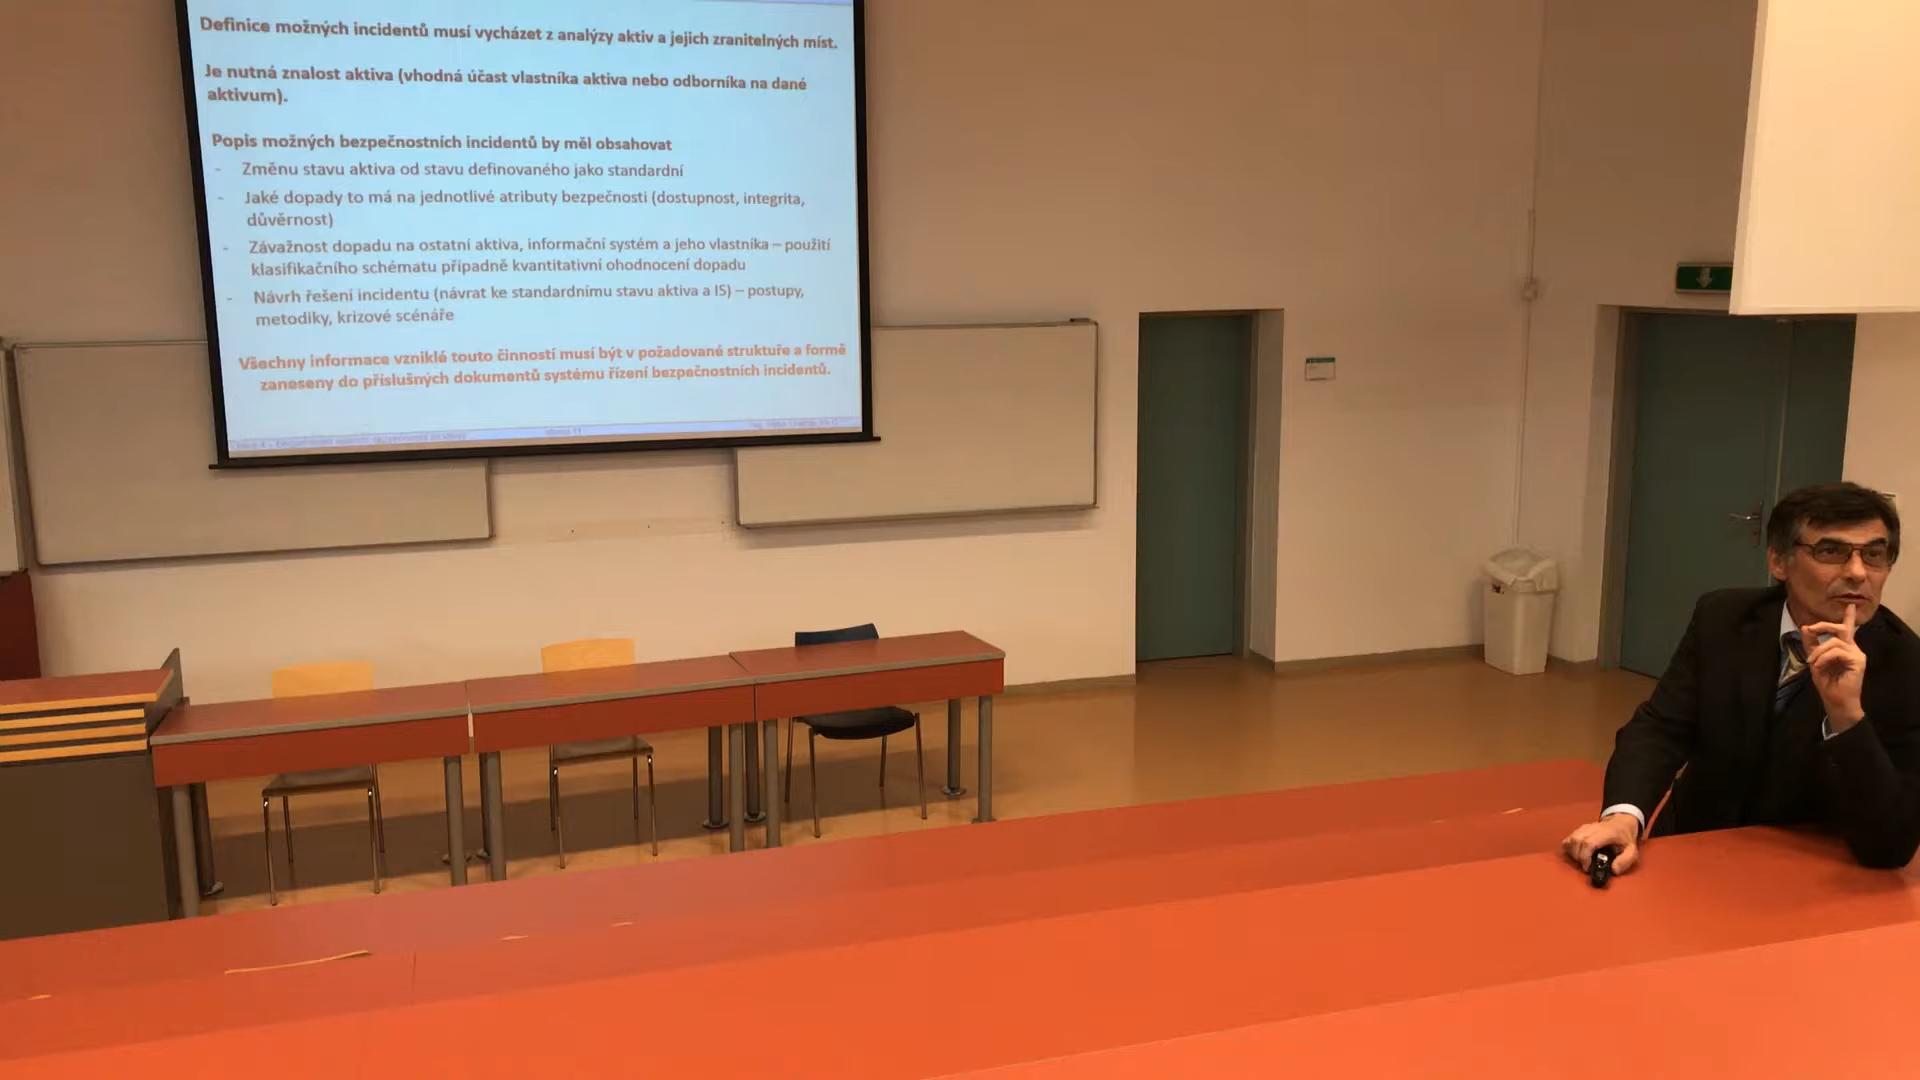 Definice možných incidentů musí vycházet z analýzy aktiv a jejich zranitelných míst.
Je nutná znalost aktiva (vhodná účast vlastníka aktiva nebo odborníka na dané
aktivum).
Popis možných bezpečnostních incidentů by měl obsahovat
- Změnu stavu aktiva od stavu definovaného jako standardní
- Jaké dopady to má na jednotlivé atributy bezpečnosti (dostupnost, integrita,
důvěrnost)
- Závažnost dopadu na ostatní aktiva, informační systém a jeho vlastníka – použití
klasifikačního schématu případně kvantitativní ohodnocení dopadu
- Návrh řešení incidentu (návrat ke standardnímu stavu aktiva a IS) – postupy,
metodiky, krizové scénáře
Všechny informace vzniklé touto činností musí být v požadované struktuře a formě
zaneseny do příslušných dokumentů systému řízení bezpečnostních incidentů.